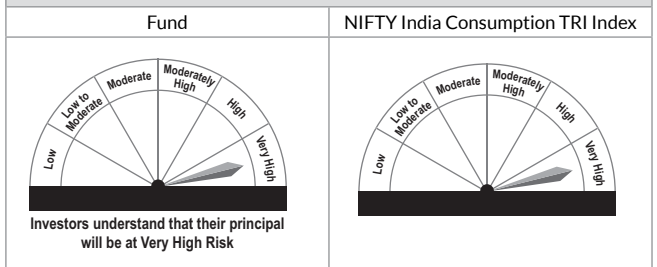 Fund
NIFTY India Consumption TRI Index
Low
Low to
Moderate
Moderate
Moderately
High
High
Very High
Investors understand that their principal
will be at Very High Risk
Low
Low to
Moderate
Moderate
Moderately
High
High
Very High